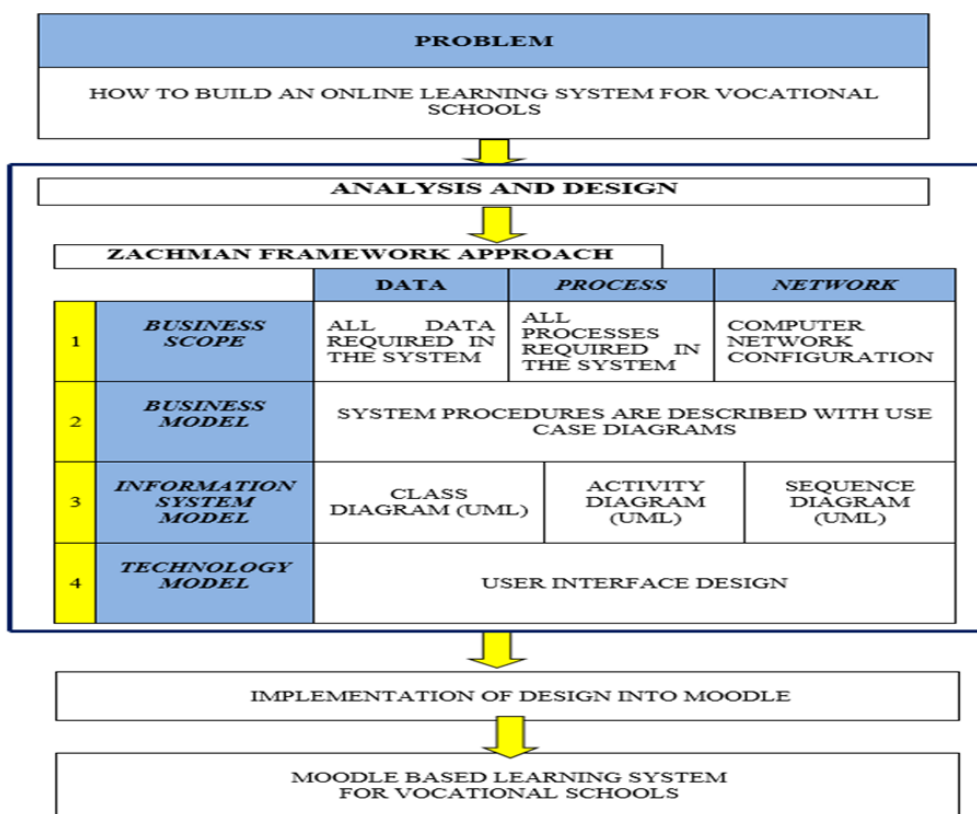 PROBLEM
HOW TO BUILD AN ONLINE LEARNING SYSTEM FOR VOCATIONAL
SCHOOLS
ANALYSIS AND DESIGN
ZACHMAN FRAMEWORK APPROACH
DATA
PROCESS
NETWORK
1
BUSINESS
SCOPE
ALL DATA
REQUIRED IN
THE SYSTEM
ALL
PROCESSES
REQUIRED IN
THE SYSTEM
COMPUTER
NETWORK
CONFIGURATION
2
BUSINESS
MODEL
SYSTEM PROCEDURES ARE DESCRIBED WITH USE
CASE DIAGRAMS
3
INFORMATION
SYSTEM
MODEL
CLASS
DIAGRAM (UML)
ACTIVITY
DIAGRAM
(UML)
SEQUENCE
DIAGRAM
(UML)
4
TECHNOLOGY
MODEL
USER INTERFACE DESIGN
IMPLEMENTATION OF DESIGN INTO MOODLE
MOODLE BASED LEARNING SYSTEM
FOR VOCATIONAL SCHOOLS